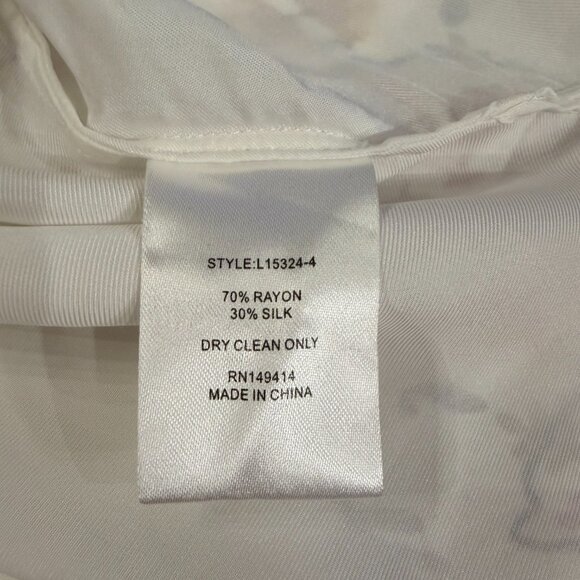 STYLE:L15324-4
70% RAYON
30% SILK
DRY CLEAN ONLY
RN149414
MADE IN CHINA